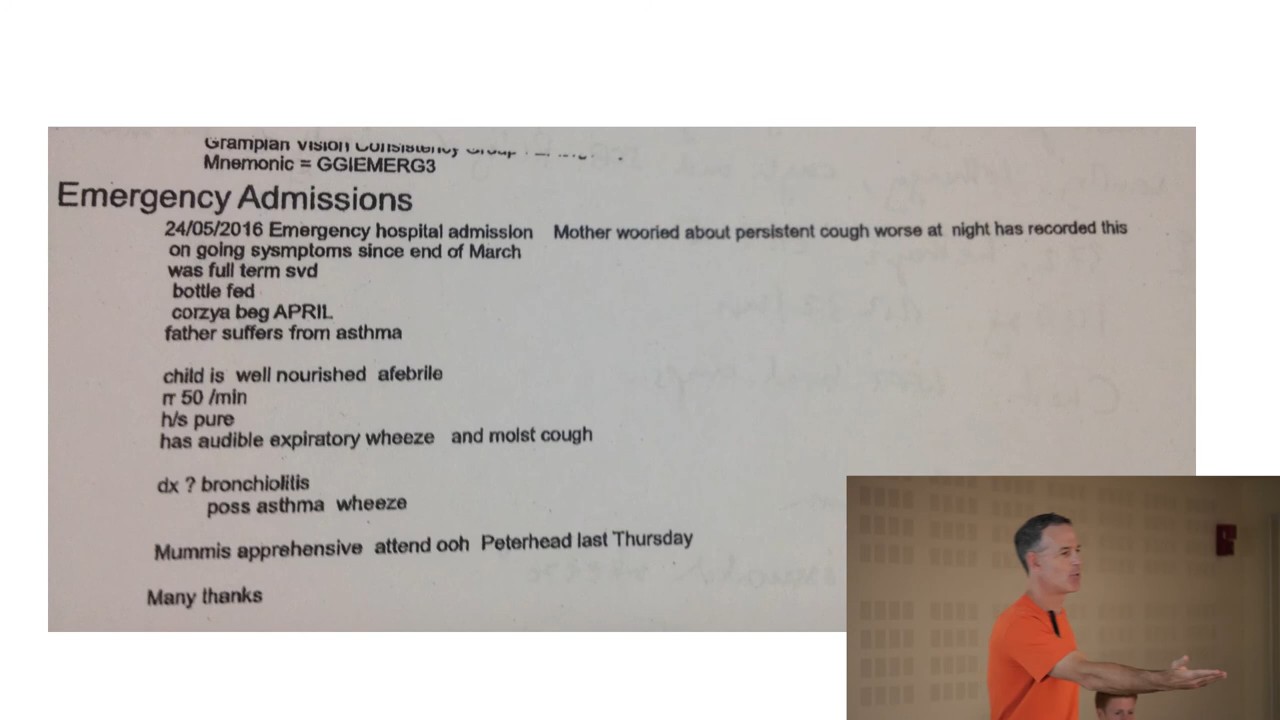 Grampian Vision Consistency Group
Mnemonic = GGIEMERG3
Emergency Admissions
24/05/2016 Emergency hospital admission Mother wooried about persistent cough worse at night has recorded this
on going sysmptoms since end of March
was full term svd
bottle fed
corzya beg APRIL
father suffers from asthma
child is well nourished afebrile
rr 50 /min
h/s pure
has audible expiratory wheeze and moist cough
dx ? bronchiolitis
poss asthma wheeze
Mummis apprehensive attend ooh Peterhead last Thursday
Many thanks